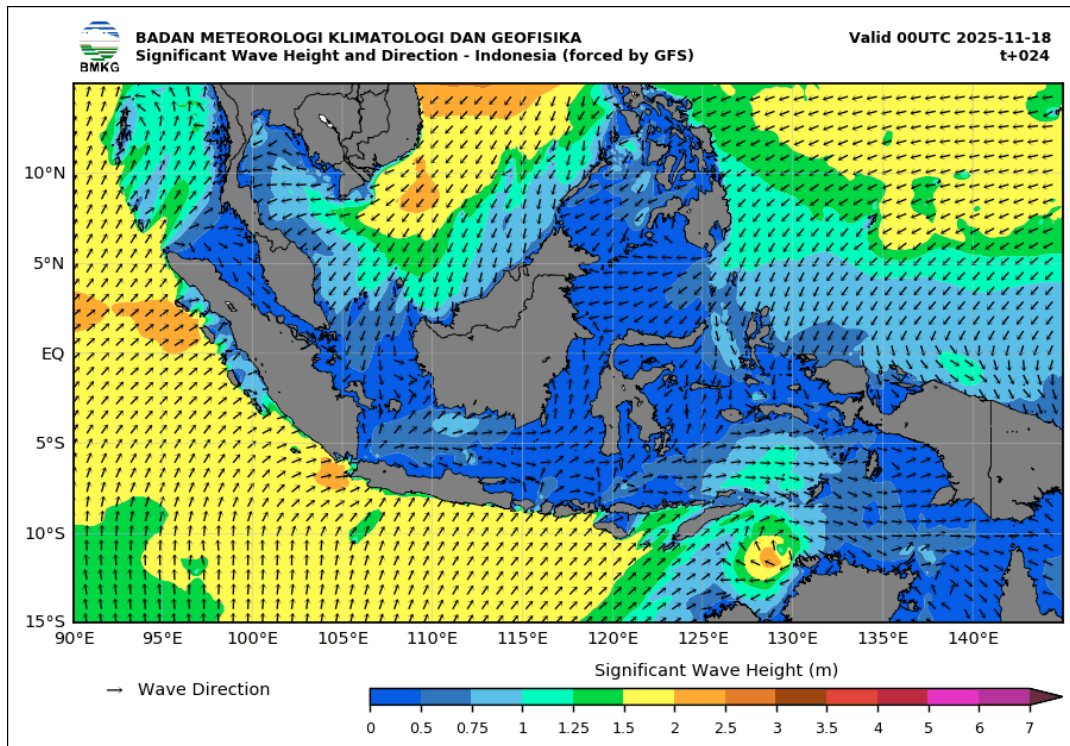 BADAN METEOROLOGI KLIMATOLOGI DAN GEOFISIKA
Significant Wave Height and Direction - Indonesia (forced by GFS)
Valid 00UTC 2025-11-18
t+024
BMKG
10°N
5°N
EQ
5°S
10°S
15°S
90°E 95°E 100°E 105°E 110°E 115°E 120°E 125°E 130°E 135°E 140°E
Significant Wave Height (m)
Wave Direction
0 0.5 0.75 1 1.25 1.5 2 2.5 3 3.5 4 5 6 7